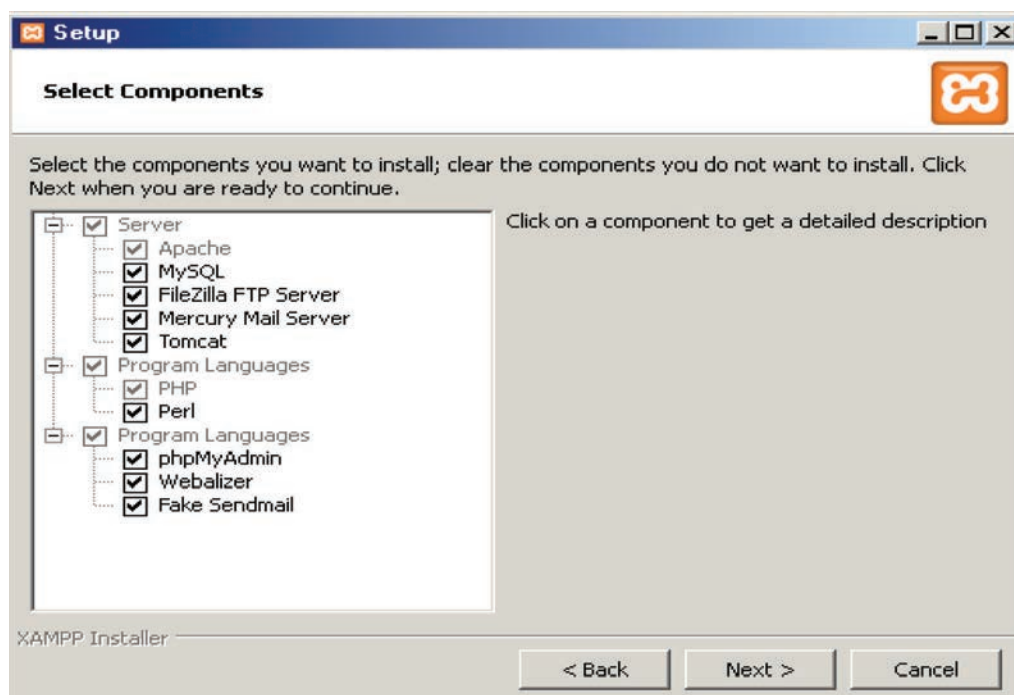 Setup
Select Components
Select the components you want to install; clear the components you do not want to install. Click
Next when you are ready to continue.
Server
Apache
MySQL
FileZilla FTP Server
Mercury Mail Server
Tomcat
Program Languages
PHP
Perl
Program Languages
phpMyAdmin
Webalizer
Fake Sendmail
Click on a component to get a detailed description
XAMPP Installer
< Back
Next >
Cancel